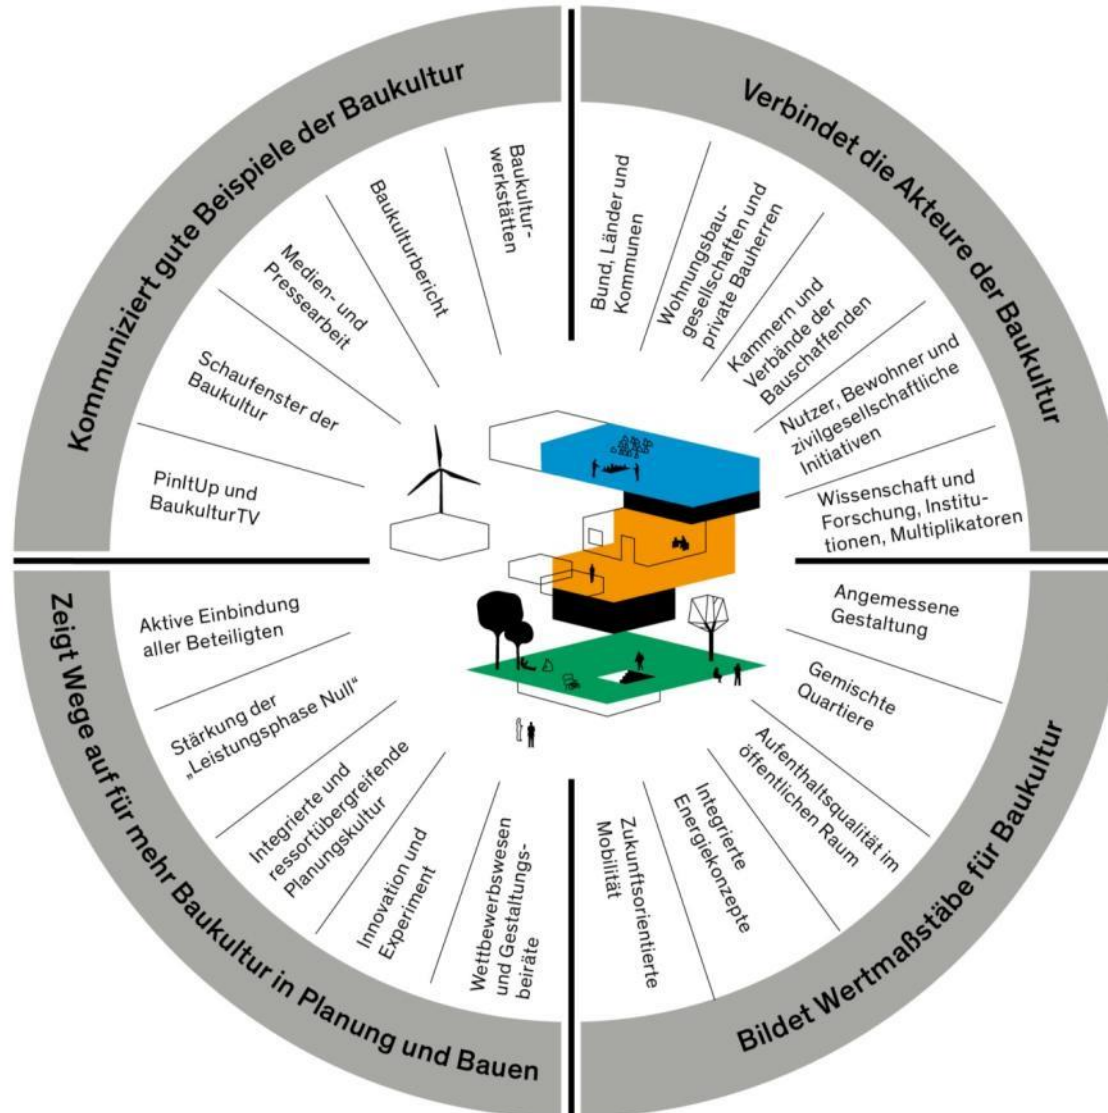 Kommuniziert gute Beispiele der Baukultur
PinItUp und
BaukulturTV
Schaufenster der
Baukultur
Medien- und
Pressearbeit
Baukulturbericht
Baukultur-
werkstätten
Verbindet die Akteure der Baukultur
Bund, Länder und
Kommunen
Wohnungsbau-
gesellschaften und
private Bauherren
Kammern und
Verbände der
Bauschaffenden
Nutzer, Bewohner und
zivilgesellschaftliche
Initiativen
Wissenschaft und
Forschung, Institu-
tionen, Multiplikatoren
Bildet Wertmaßstäbe für Baukultur
Angemessene
Gestaltung
Gemischte
Quartiere
Aufenthaltsqualität im
öffentlichen Raum
Integrierte
Energiekonzepte
Zukunftsorientierte
Mobilität
Zeigt Wege auf für mehr Baukultur in Planung und Bauen
Aktive Einbindung
aller Beteiligten
Stärkung der
„Leistungsphase Null“
Integrierte und
ressortübergreifende
Planungskultur
Innovation und
Experiment
Wettbewerbswesen
und Gestaltungs-
beiräte